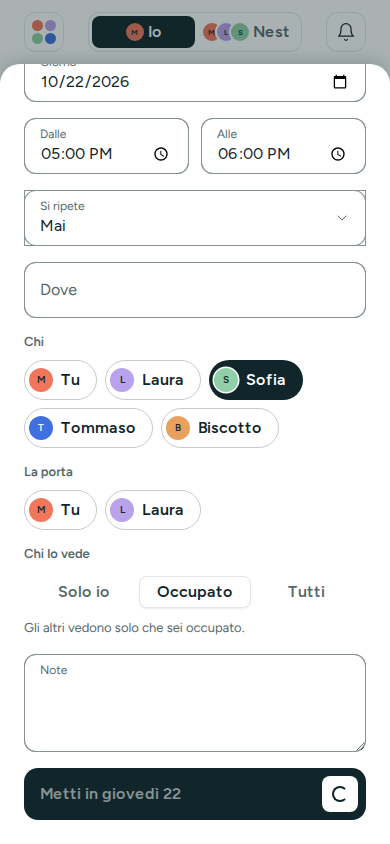 M Io
M L S Nest
Giorno
10/22/2026
Dalle
05:00 PM
Alle
06:00 PM
Si ripete
Mai
Dove
Chi
M Tu
L Laura
S Sofia
T Tommaso
B Biscotto
La porta
M Tu
L Laura
Chi lo vede
Solo io
Occupato
Tutti
Gli altri vedono solo che sei occupato.
Note
Metti in giovedì 22